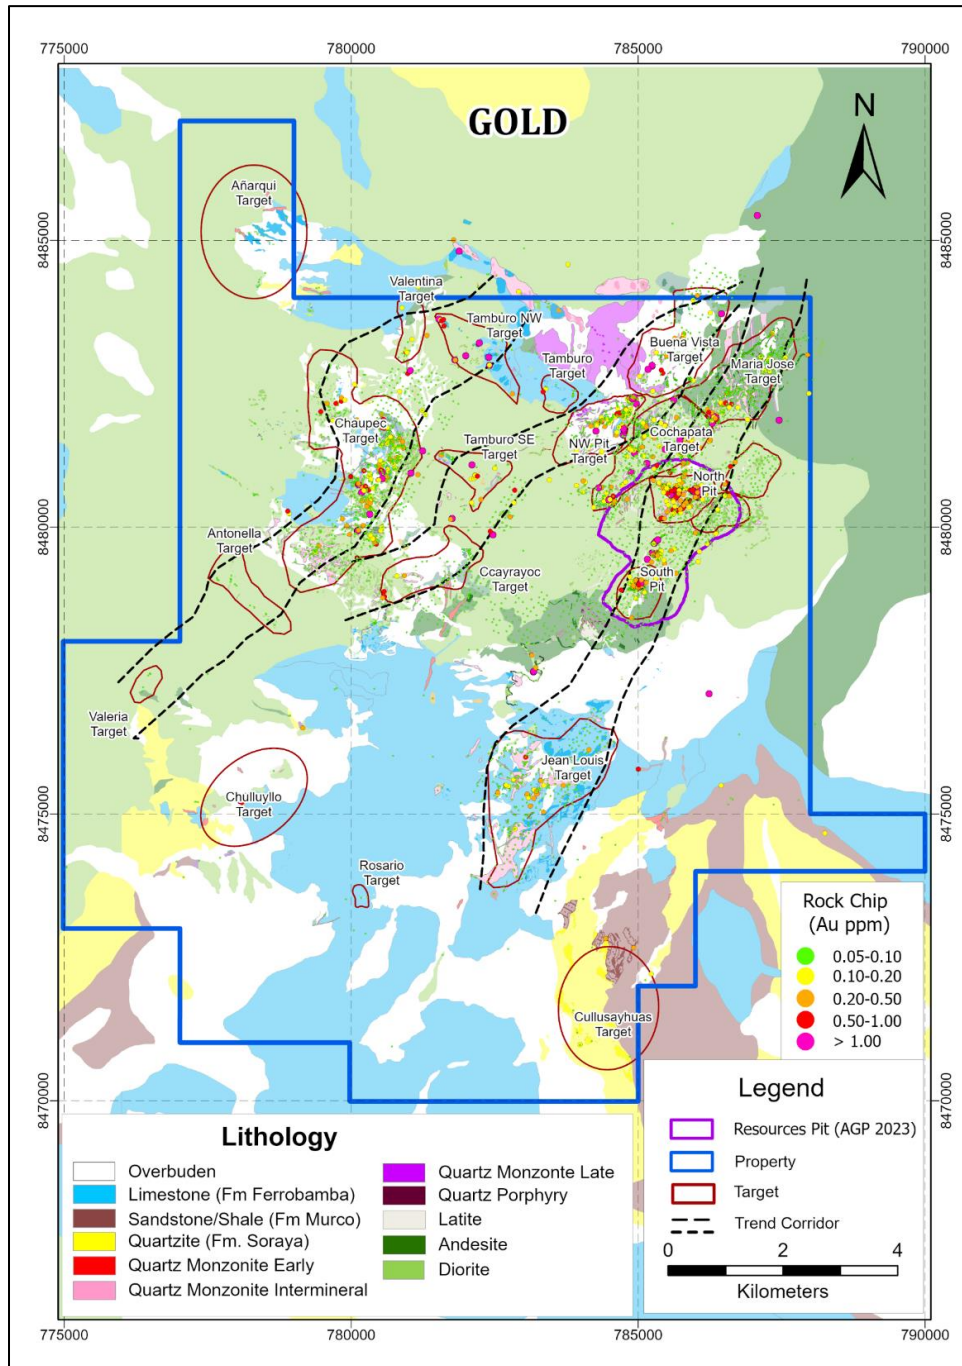 775000
780000
785000
790000
GOLD
N
Añarqui
Target
8485000
8485000
Valentina
Target
Tamburo NW
Target
Tamburo
Target
Buena Vista
Target
Maria Jose
Target
Chaupec
Target
Tamburo SE
Target
NW Pit
Target
Cochapata
Target
North
Pit
8480000
8480000
Antonella
Target
Ccayrayoc
Target
South
Pit
Valeria
Target
Jean Louis
Target
Chulluyllo
Target
8475000
8475000
Rosario
Target
Cullusayhuas
Target
Rock Chip
(Au ppm)
0.05-0.10
0.10-0.20
0.20-0.50
0.50-1.00
> 1.00
8470000
8470000
Legend
Resources Pit (AGP 2023)
Property
Target
Trend Corridor
0 2 4
Kilometers
Lithology
Overbuden
Limestone (Fm Ferrobamba)
Sandstone/Shale (Fm Murco)
Quartzite (Fm. Soraya)
Quartz Monzonite Early
Quartz Monzonite Intermineral
Quartz Monzonte Late
Quartz Porphyry
Latite
Andesite
Diorite
775000
780000
785000
790000